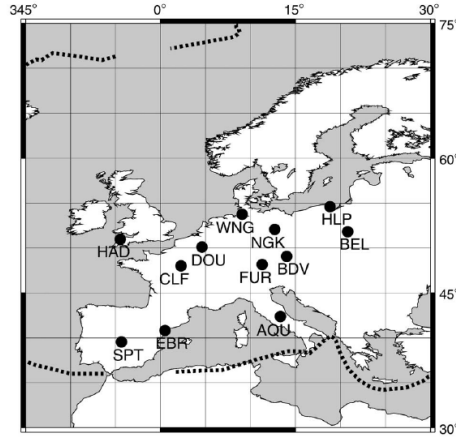 345° 0° 15° 30°
75°
60°
HLP
WNG
NGK
BEL
HAD
DOU
BDV
CLF
FUR
45°
AQU
EBR
SPT
30°